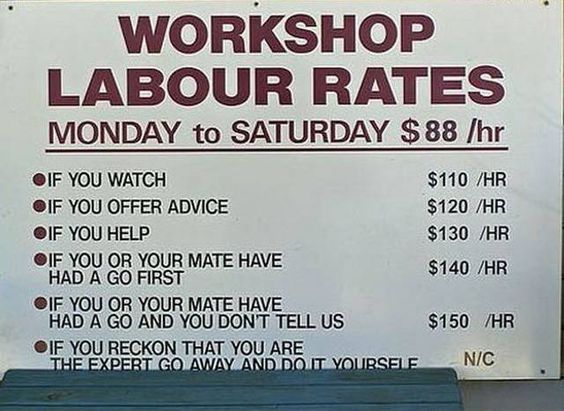 WORKSHOP
LABOUR RATES
MONDAY to SATURDAY $88 /hr
IF YOU WATCH $110 /HR
IF YOU OFFER ADVICE $120 /HR
IF YOU HELP $130 /HR
IF YOU OR YOUR MATE HAVE
HAD A GO FIRST $140 /HR
IF YOU OR YOUR MATE HAVE
HAD A GO AND YOU DON'T TELL US $150 /HR
IF YOU RECKON THAT YOU ARE
THE EXPERT GO AWAY AND DO IT YOURSELF N/C